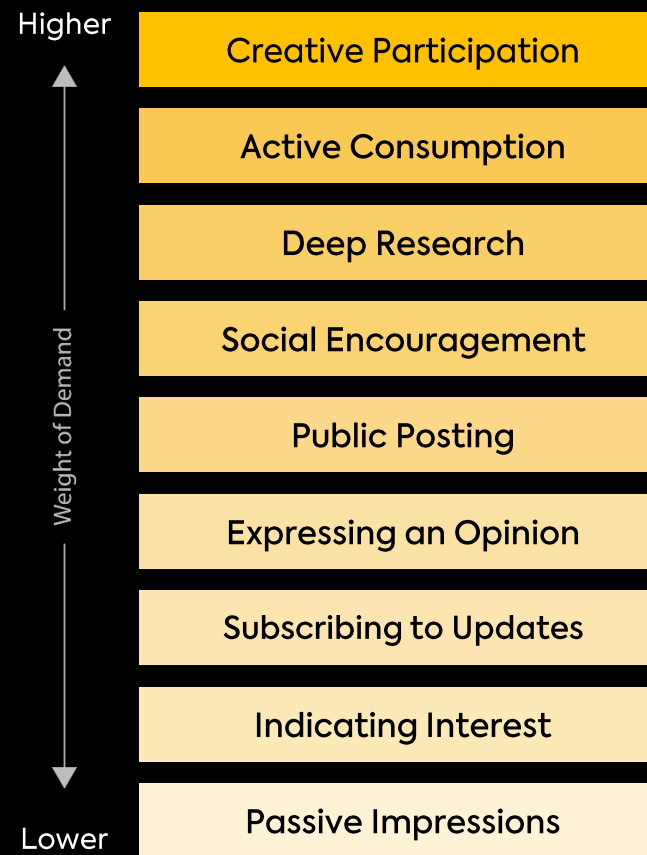 Higher
Creative Participation
Active Consumption
Deep Research
Social Encouragement
Weight of Demand
Public Posting
Expressing an Opinion
Subscribing to Updates
Indicating Interest
Passive Impressions
Lower